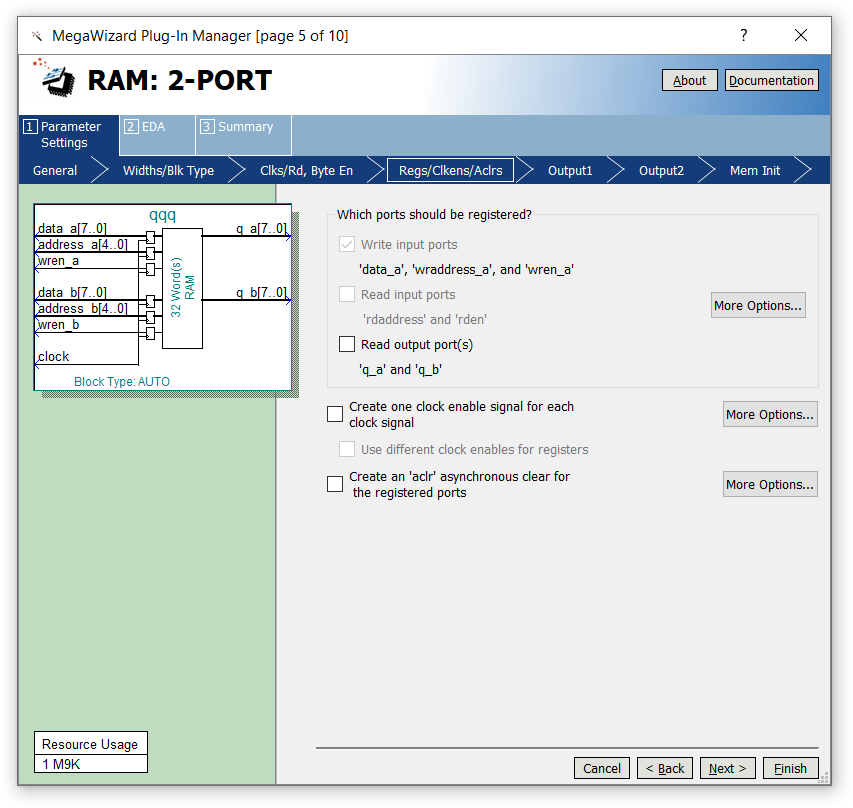 MegaWizard Plug-In Manager [page 5 of 10]
?
RAM: 2-PORT
About
Documentation
1 Parameter Settings
2 EDA
3 Summary
General
Widths/Blk Type
Clks/Rd, Byte En
Regs/Clkens/Aclrs
Output1
Output2
Mem Init
qqq
data_a[7..0]
q_a[7..0]
address_a[4..0]
wren_a
32 Word(s)
RAM
data_b[7..0]
q_b[7..0]
address_b[4..0]
wren_b
clock
Block Type: AUTO
Which ports should be registered?
Write input ports
'data_a', 'wraddress_a', and 'wren_a'
Read input ports
'rdaddress' and 'rden'
More Options...
Read output port(s)
'q_a' and 'q_b'
Create one clock enable signal for each
clock signal
More Options...
Use different clock enables for registers
Create an 'aclr' asynchronous clear for
the registered ports
More Options...
Resource Usage
1 M9K
Cancel
< Back
Next >
Finish